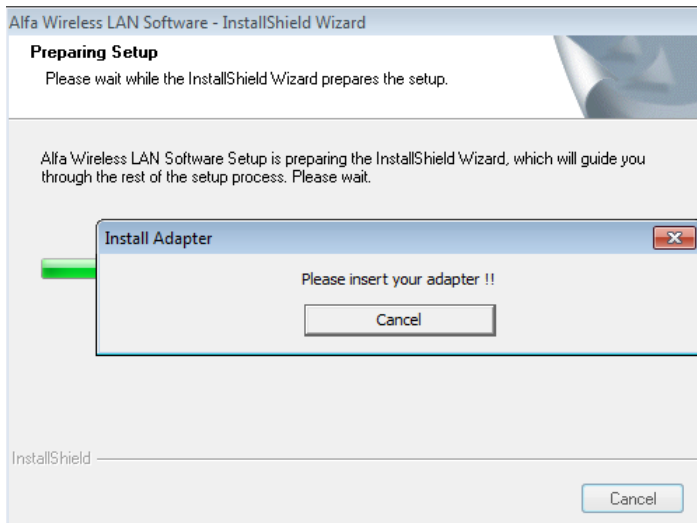 Alfa Wireless LAN Software - InstallShield Wizard
Preparing Setup
Please wait while the InstallShield Wizard prepares the setup.
Alfa Wireless LAN Software Setup is preparing the InstallShield Wizard, which will guide you
through the rest of the setup process. Please wait.
Install Adapter
Please insert your adapter !!
Cancel
InstallShield
Cancel